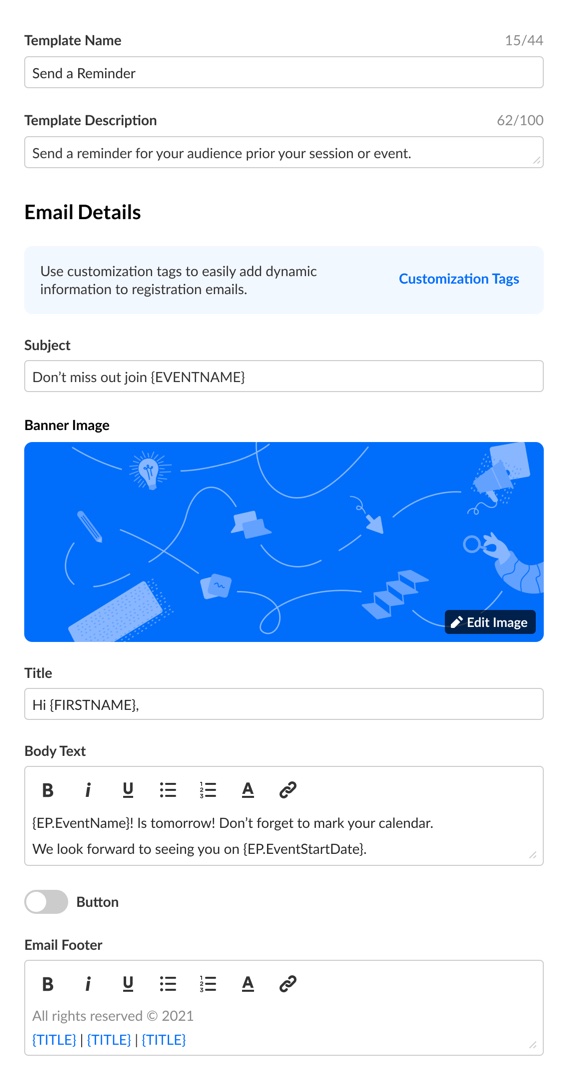 Template Name
15/44
Send a Reminder
Template Description
62/100
Send a reminder for your audience prior your session or event.
Email Details
Use customization tags to easily add dynamic
information to registration emails.
Customization Tags
Subject
Don’t miss out join {EVENTNAME}
Banner Image
Edit Image
Title
Hi {FIRSTNAME},
Body Text
B i U A
{EP.EventName}! Is tomorrow! Don’t forget to mark your calendar.
We look forward to seeing you on {EP.EventStartDate}.
Button
Email Footer
B i U A
All rights reserved © 2021
{TITLE} | {TITLE} | {TITLE}